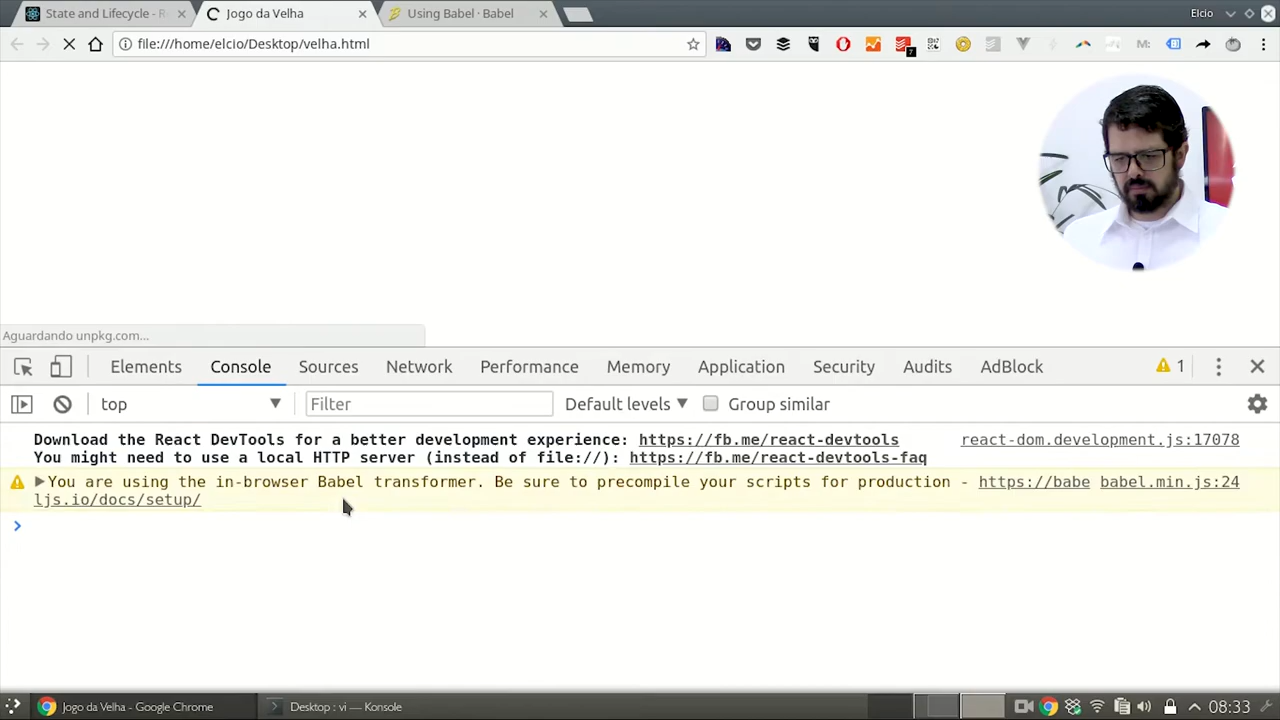 State and Lifecycle - Re
Jogo da Velha
Using Babel · Babel
Elcio
file:///home/elcio/Desktop/velha.html
7
M:
Aguardando unpkg.com...
Elements
Console
Sources
Network
Performance
Memory
Application
Security
Audits
AdBlock
1
top
Filter
Default levels
Group similar
Download the React DevTools for a better development experience: https://fb.me/react-devtools
react-dom.development.js:17078
You might need to use a local HTTP server (instead of file://): https://fb.me/react-devtools-faq
You are using the in-browser Babel transformer. Be sure to precompile your scripts for production - https://babe
babel.min.js:24
ljs.io/docs/setup/
Jogo da Velha - Google Chrome
Desktop : vi — Konsole
08:33